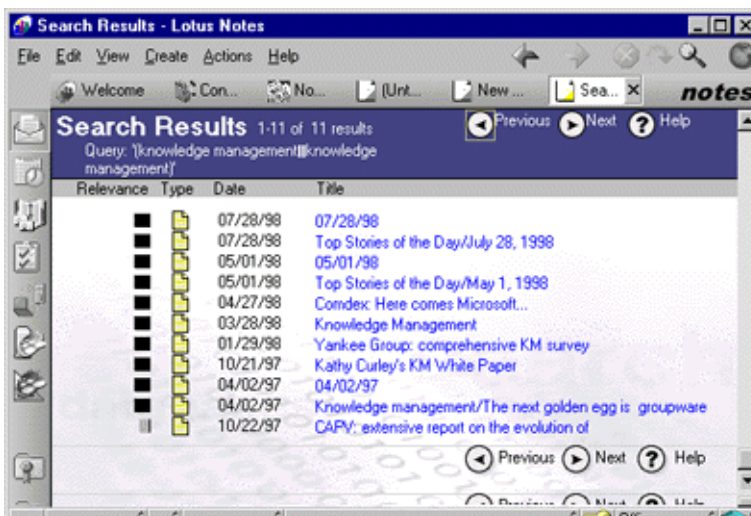 Search Results - Lotus Notes
File Edit View Create Actions Help
Welcome Con... No... (Unt... New ... Sea... notes
Search Results 1-11 of 11 results Previous Next Help
Query: '(knowledge management|||knowledge
management)'
Relevance Type Date Title
07/28/98 07/28/98
07/28/98 Top Stories of the Day/July 28, 1998
05/01/98 05/01/98
05/01/98 Top Stories of the Day/May 1, 1998
04/27/98 Comdex: Here comes Microsoft...
03/28/98 Knowledge Management
01/29/98 Yankee Group: comprehensive KM survey
10/21/97 Kathy Curley's KM White Paper
04/02/97 04/02/97
04/02/97 Knowledge management/The next golden egg is groupware
10/22/97 CAPV: extensive report on the evolution of
Previous Next Help
Previous Next Help